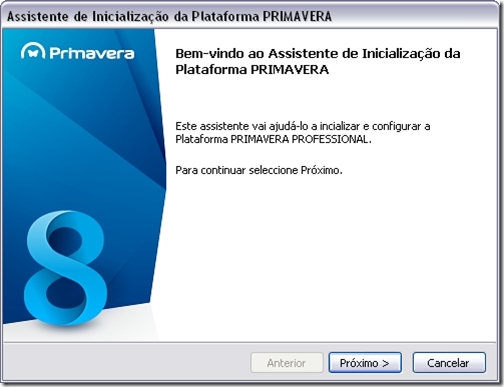 Assistente de Inicialização da Plataforma PRIMAVERA
Primavera
Bem-vindo ao Assistente de Inicialização da
Plataforma PRIMAVERA
Este assistente vai ajudá-lo a incializar e configurar a
Plataforma PRIMAVERA PROFESSIONAL.
Para continuar seleccione Próximo.
8
Anterior
Próximo >
Cancelar